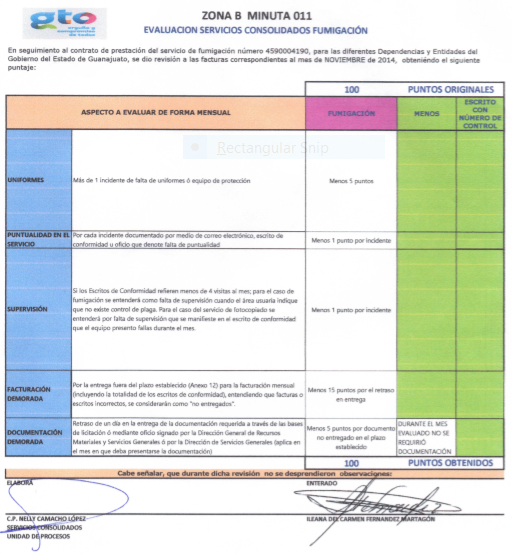 gto
orgullo y
compromiso
de todos
ZONA B MINUTA 011
EVALUACION SERVICIOS CONSOLIDADOS FUMIGACIÓN
En seguimiento al contrato de prestación del servicio de fumigación número 4590004190, para las diferentes Dependencias y Entidades del
Gobierno del Estado de Guanajuato, se dio revisión a las facturas correspondientes al mes de NOVIEMBRE de 2014, obteniendo el siguiente
puntaje:
100 PUNTOS ORIGINALES
ASPECTO A EVALUAR DE FORMA MENSUAL
FUMIGACIÓN
MENOS
ESCRITO
CON
NÚMERO DE
CONTROL
Rectangular Snip
UNIFORMES
Más de 1 incidente de falta de uniformes ó equipo de protección
Menos 5 puntos
PUNTUALIDAD EN EL
SERVICIO
Por cada incidente documentado por medio de correo electrónico, escrito de
conformidad u oficio que denote falta de puntualidad
Menos 1 punto por incidente
SUPERVISIÓN
Si los Escritos de Conformidad refieren menos de 4 visitas al mes; para el caso de
fumigación se entenderá como falta de supervisión cuando el área usuaria indique
que no existe control de plaga. Para el caso del servicio de fotocopiado se
entenderá por falta de supervisión que se manifieste en el escrito de conformidad
que el equipo presento fallas durante el mes.
Menos 1 punto por incidente
FACTURACIÓN
DEMORADA
Por la entrega fuera del plazo establecido (Anexo 12) para la facturación mensual
(incluyendo la totalidad de los escritos de conformidad), entendiendo que facturas o
escritos incorrectos, se considerarán como "no entregados".
Menos 15 puntos por el retraso
en entrega
DOCUMENTACIÓN
DEMORADA
Retraso de un día en la entrega de la documentación requerida a través de las bases
de licitación ó mediante oficio signado por la Dirección General de Recursos
Materiales y Servicios Generales ó por la Dirección de Servicios Generales (aplica en
el mes en que deba presentarse la documentación)
Menos 5 puntos por documento
no entregado en el plazo
establecido
DURANTE EL MES
EVALUADO NO SE
REQUIRIÓ
DOCUMENTACIÓN
100 PUNTOS OBTENIDOS
Cabe señalar, que durante dicha revisión no se desprendieron observaciones:
ELABORÁ
ENTERADO
C.P. NELLY CAMACHO LÓPEZ
SERVICIOS CONSOLIDADOS
UNIDAD DE PROCESOS
ILEANA DEL CARMEN FERNANDEZ MARTAGÓN